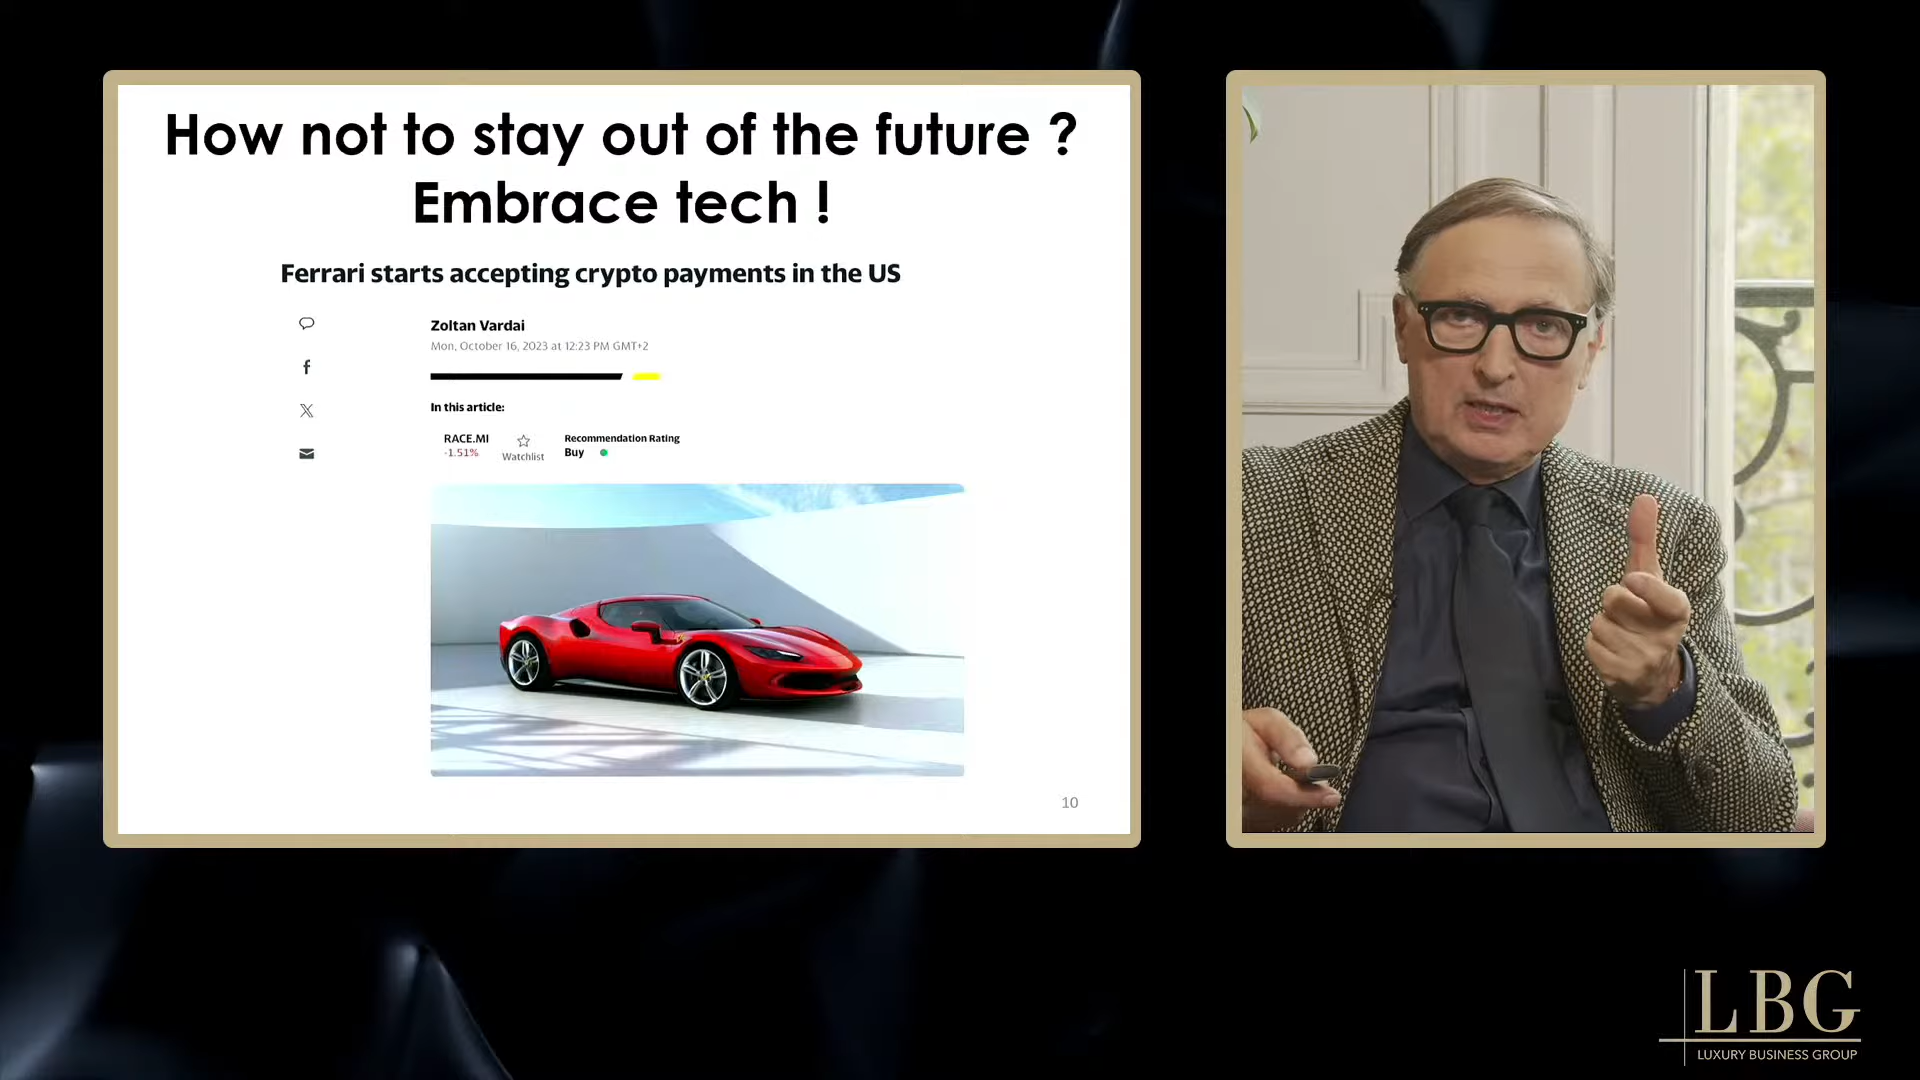 How not to stay out of the future ?
Embrace tech !
Ferrari starts accepting crypto payments in the US
Zoltan Vardai
Mon, October 16, 2023 at 12:23 PM GMT+2
In this article:
RACE.MI
-1.51%
Watchlist
Recommendation Rating
Buy
10
LBG
LUXURY BUSINESS GROUP